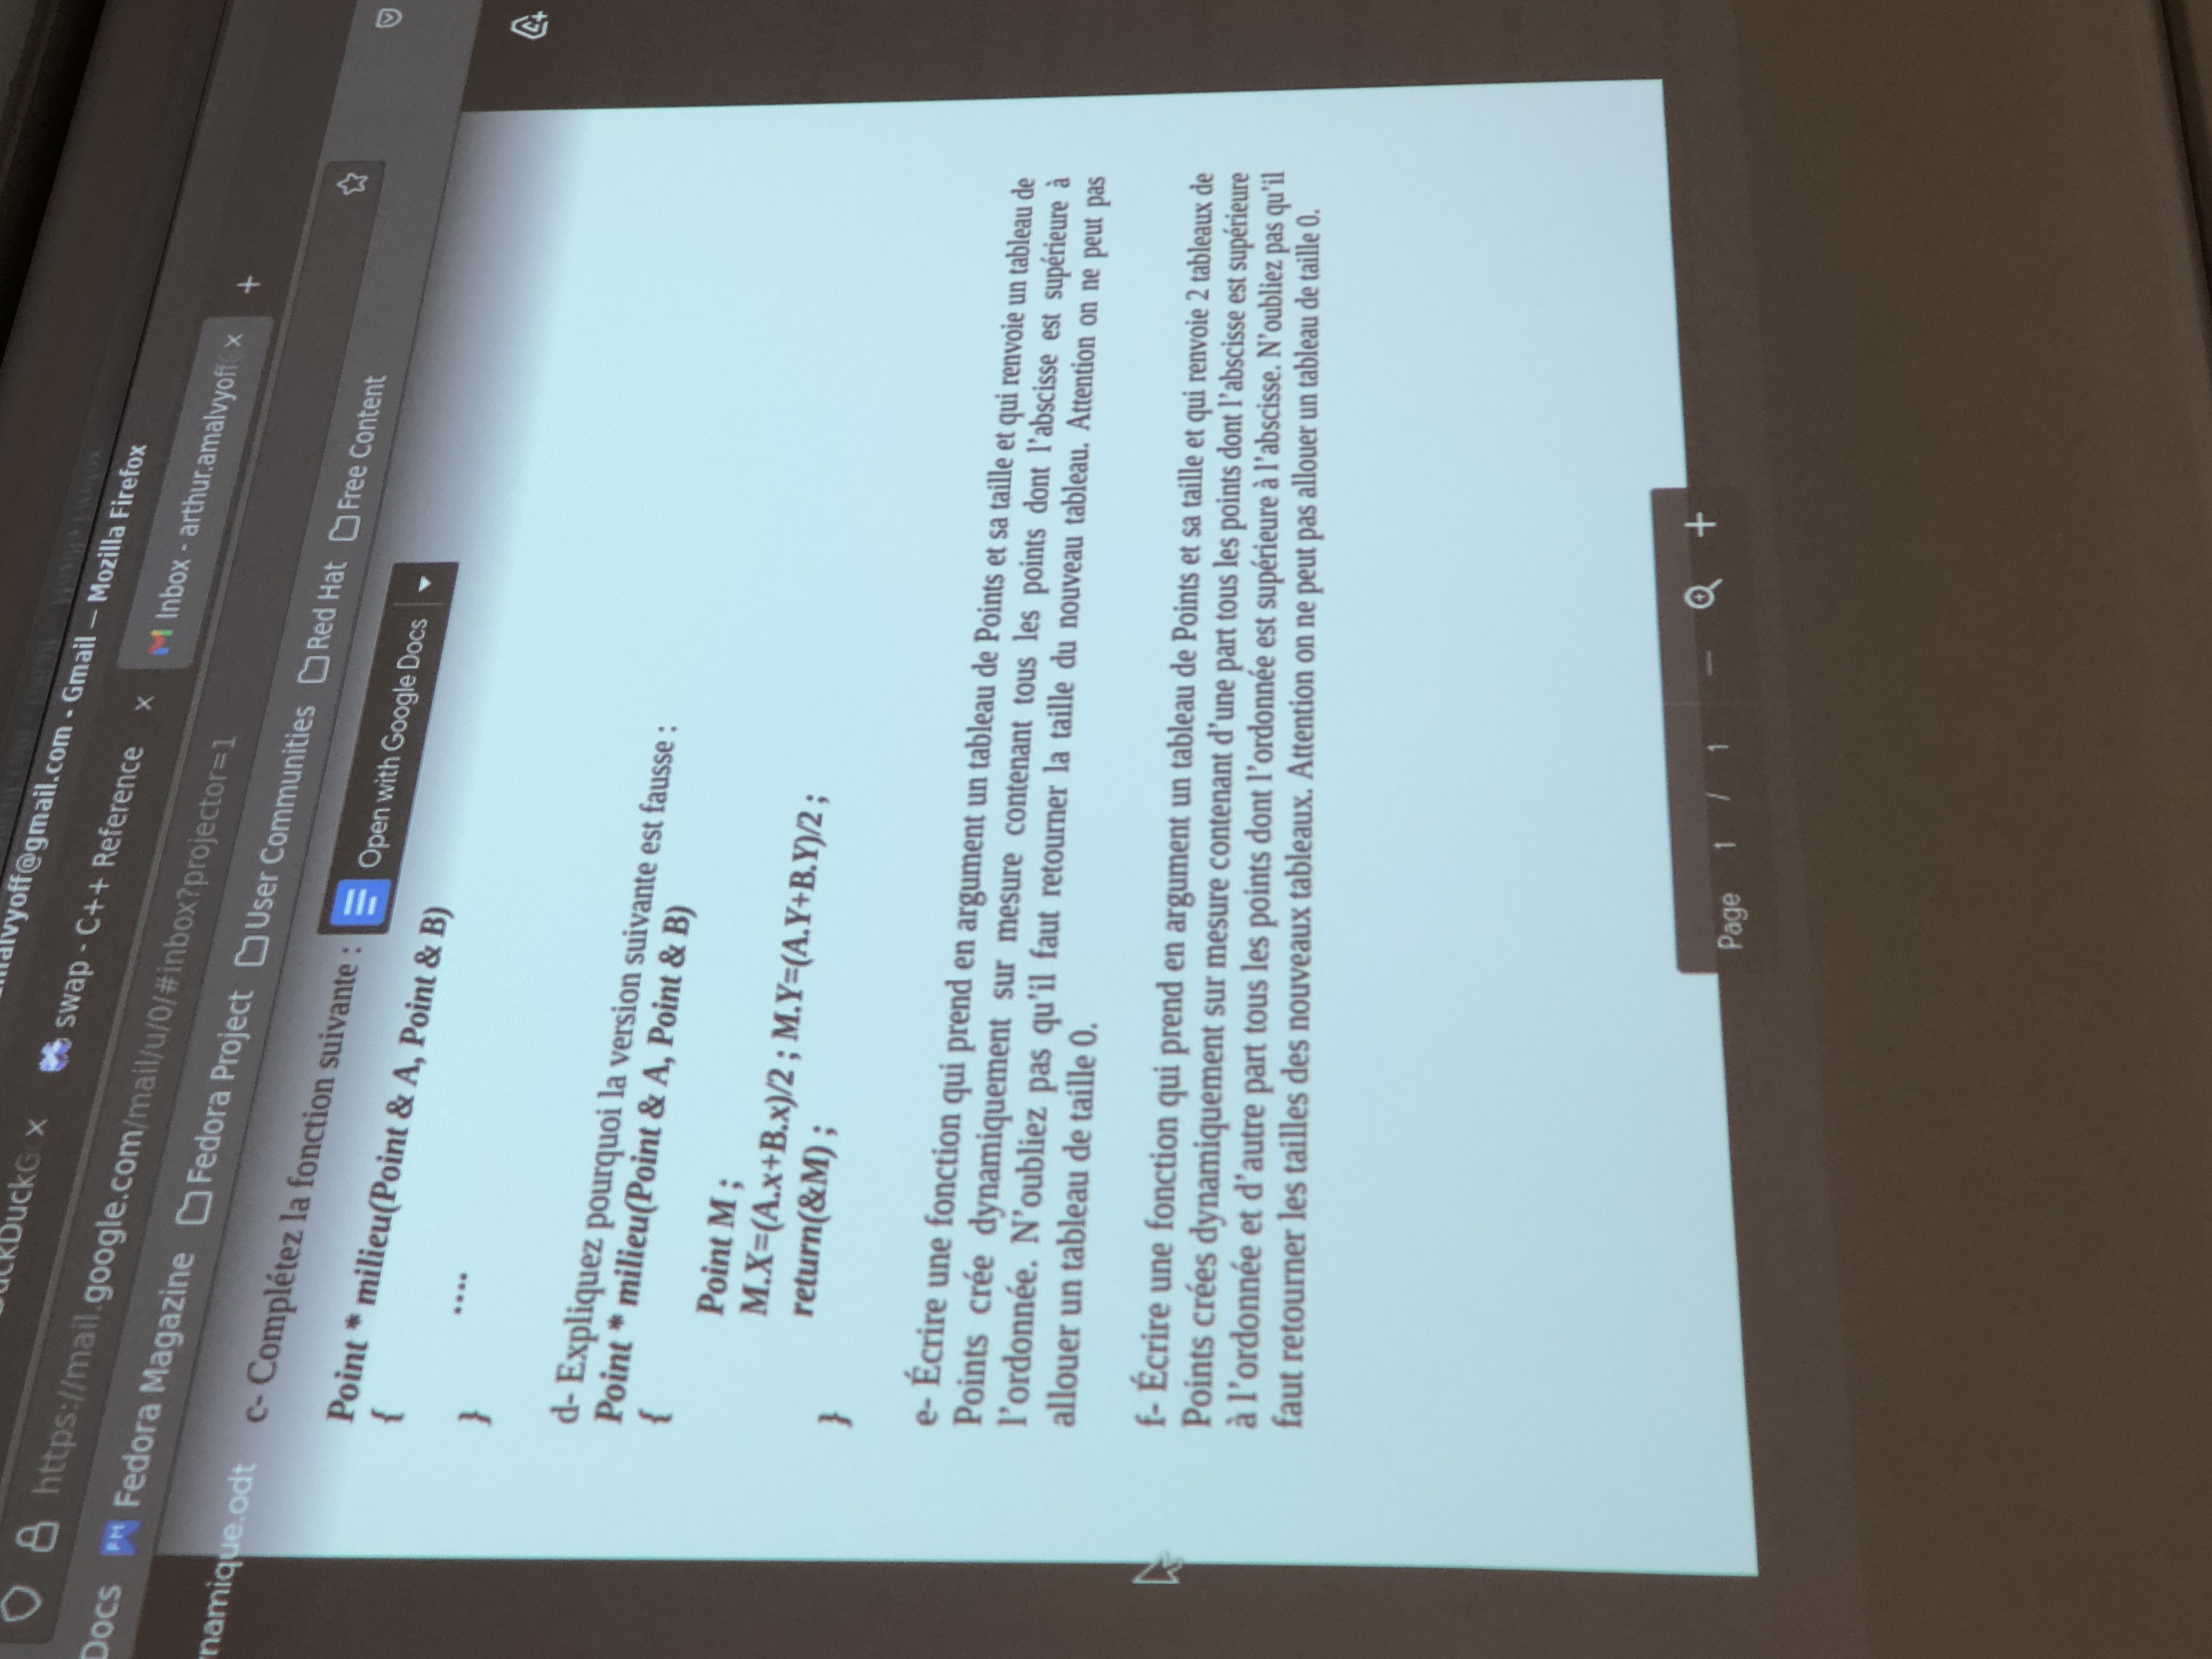 malvyoff@gmail.com - Gmail — Mozilla Firefox
swap - C++ Reference
Inbox - arthur.amalvyoff
https://mail.google.com/mail/u/0/#inbox?projector=1
Docs
Fedora Magazine
Fedora Project
User Communities
Red Hat
Free Content
namique.odt
Open with Google Docs
c- Complétez la fonction suivante :
Point * milieu(Point & A, Point & B)
{
....
}
d- Expliquez pourquoi la version suivante est fausse :
Point * milieu(Point & A, Point & B)
{
Point M ;
M.X=(A.x+B.x)/2 ; M.Y=(A.Y+B.Y)/2 ;
return(&M) ;
}
e- Écrire une fonction qui prend en argument un tableau de Points et sa taille et qui renvoie un tableau de
Points crée dynamiquement sur mesure contenant tous les points dont l’abscisse est supérieure à
l’ordonnée. N’oubliez pas qu’il faut retourner la taille du nouveau tableau. Attention on ne peut pas
allouer un tableau de taille 0.
f- Écrire une fonction qui prend en argument un tableau de Points et sa taille et qui renvoie 2 tableaux de
Points crées dynamiquement sur mesure contenant d’une part tous les points dont l’abscisse est supérieure
à l’ordonnée et d’autre part tous les points dont l’ordonnée est supérieure à l’abscisse. N’oubliez pas qu’il
faut retourner les tailles des nouveaux tableaux. Attention on ne peut pas allouer un tableau de taille 0.
Page 1 / 1